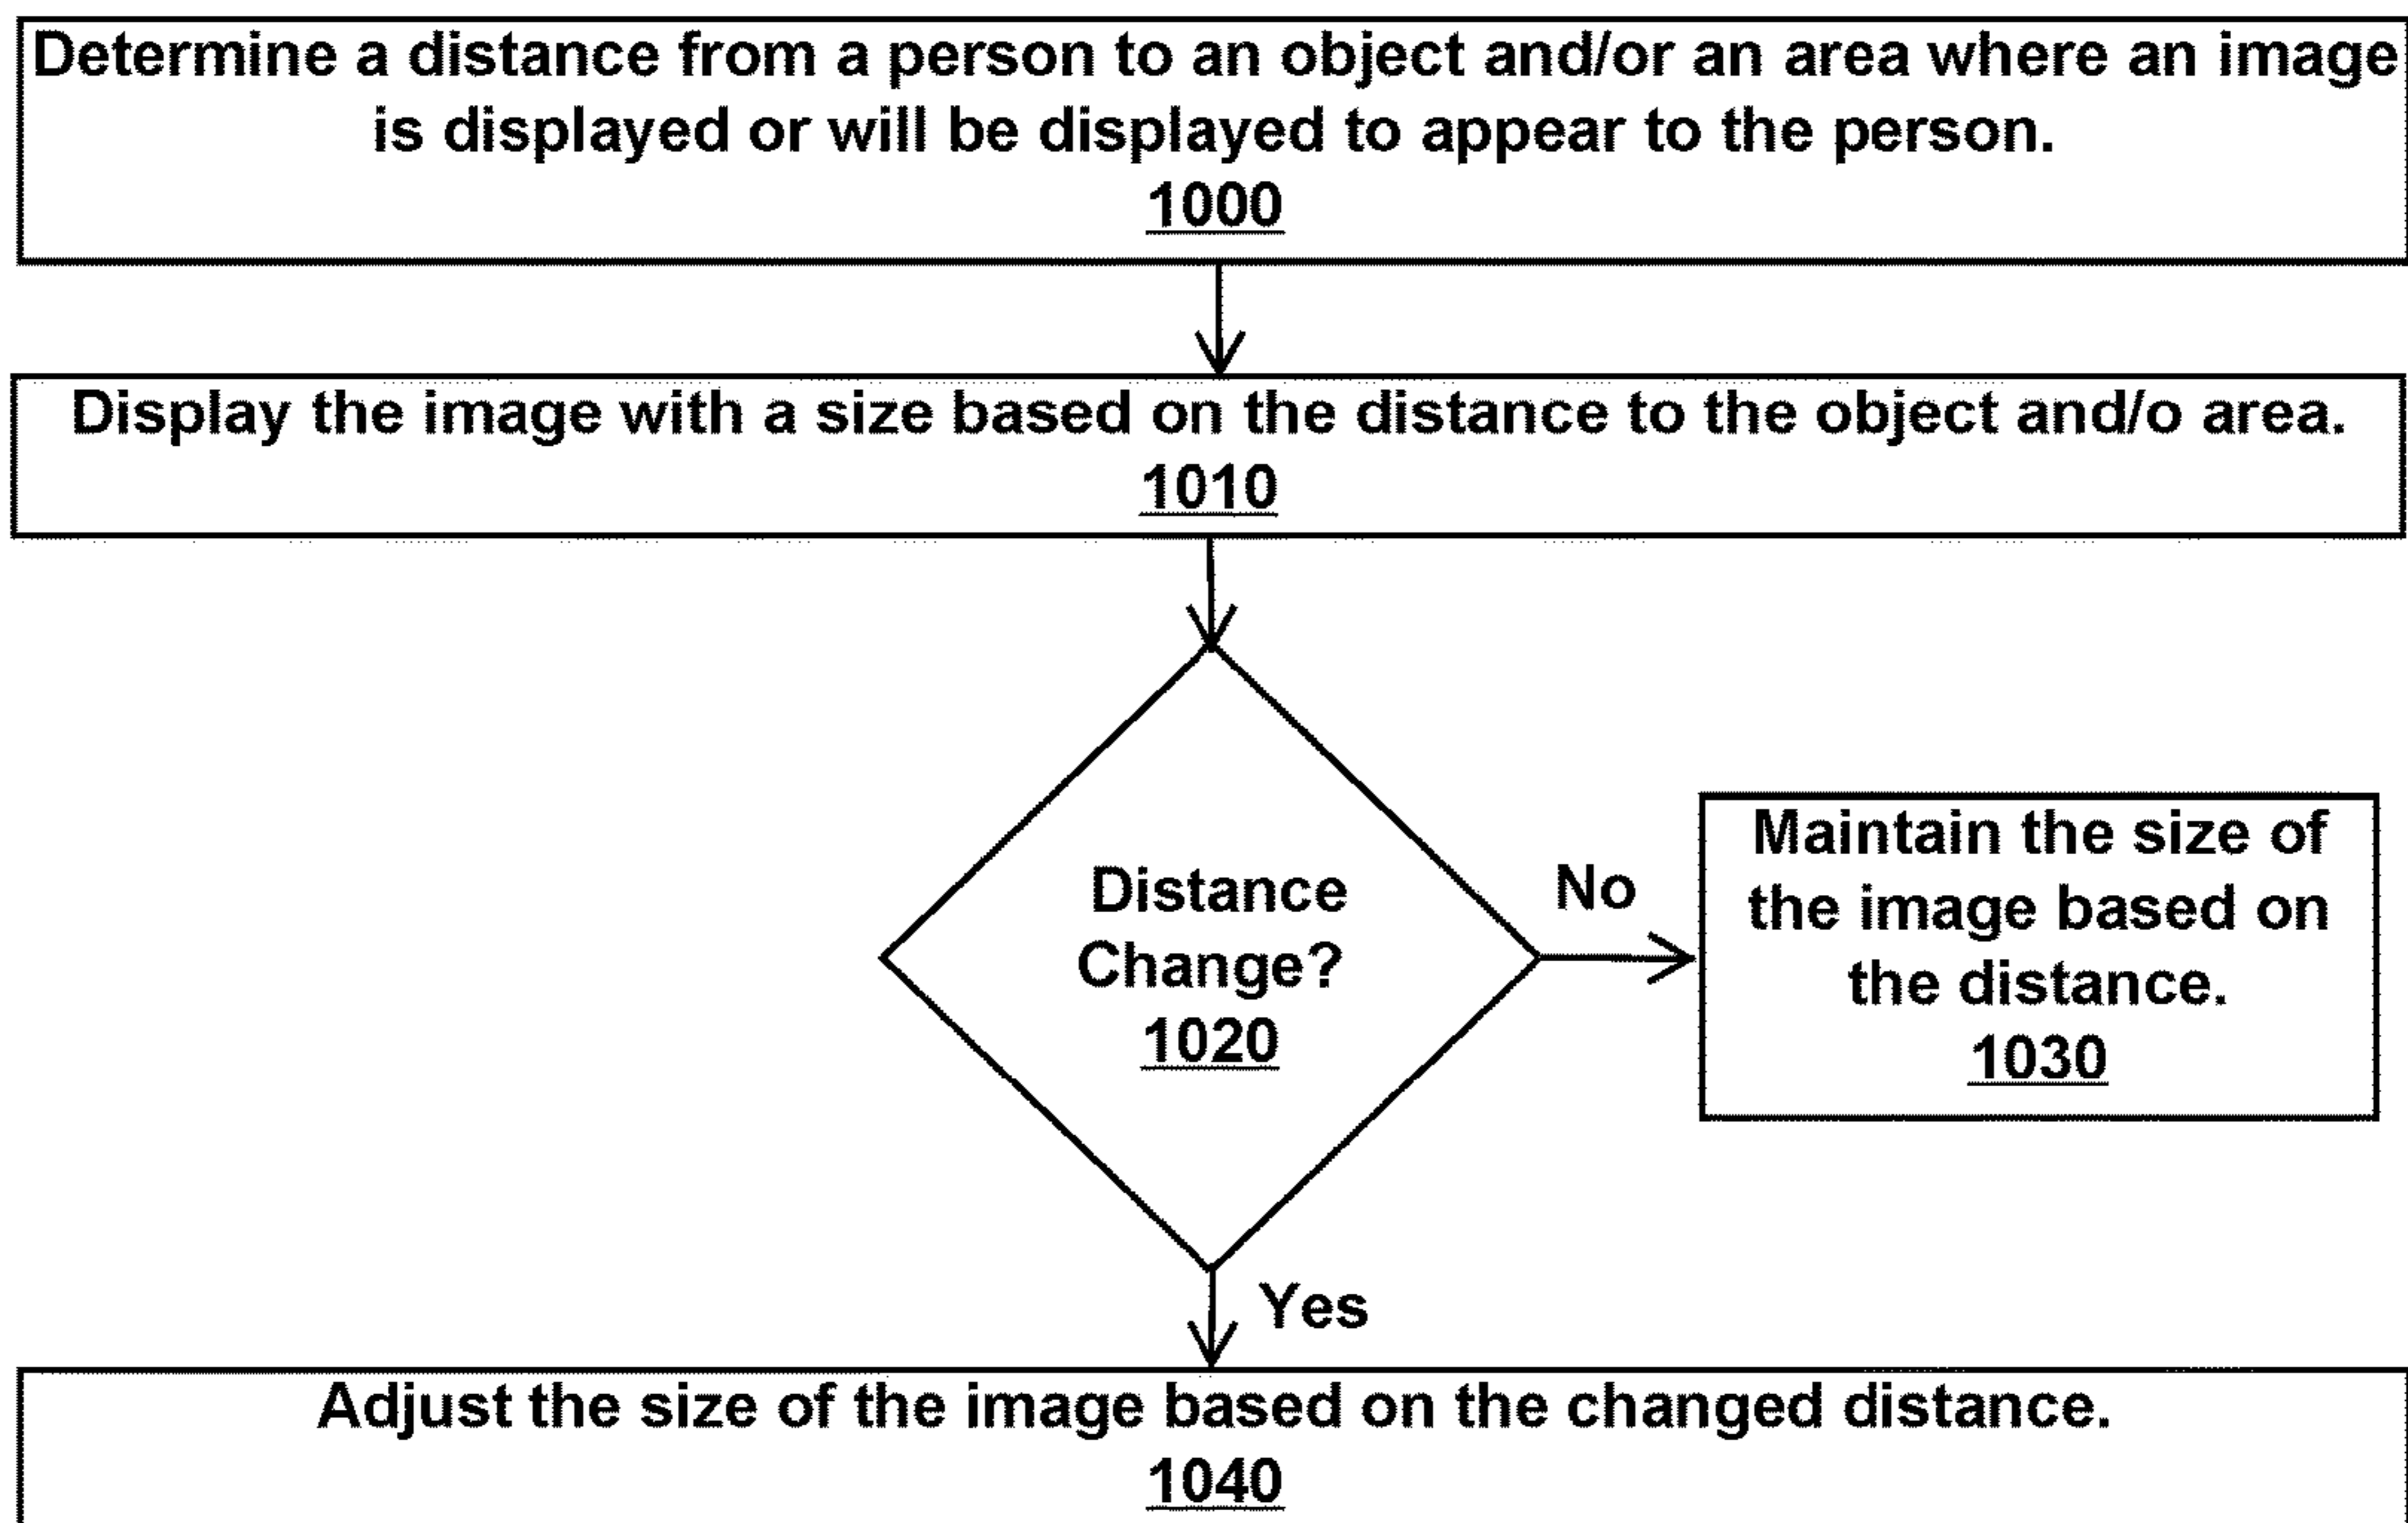 Determine a distance from a person to an object and/or an area where an image
is displayed or will be displayed to appear to the person.
1000
Display the image with a size based on the distance to the object and/o area.
1010
Distance
Change?
1020
No
Maintain the size of
the image based on
the distance.
1030
Yes
Adjust the size of the image based on the changed distance.
1040